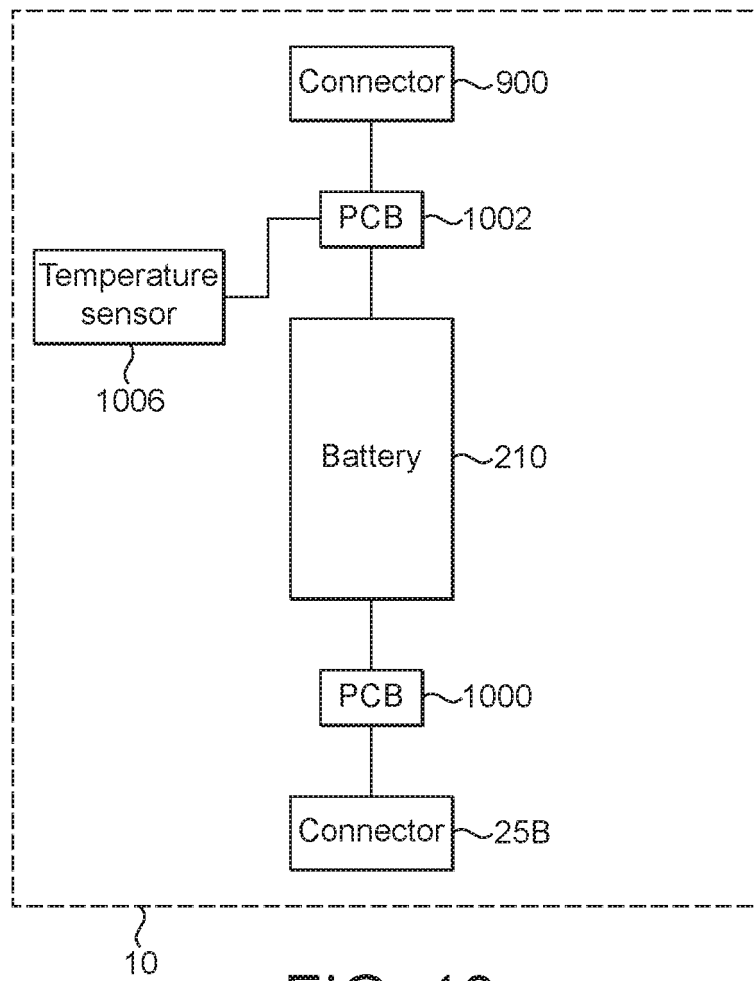 Connector
900
PCB
1002
Temperature
sensor
1006
Battery
210
PCB
1000
Connector
25B
10